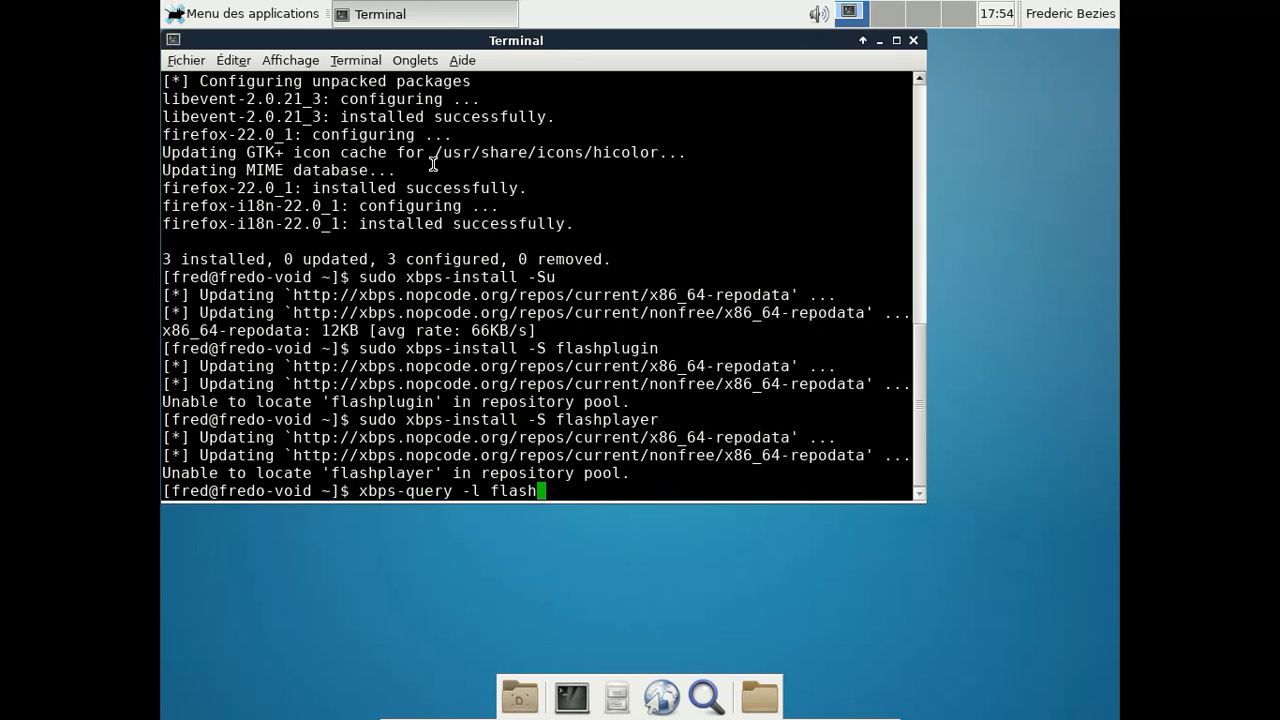 Menu des applications
Terminal
17:54
Frederic Bezies
Terminal
Fichier Éditer Affichage Terminal Onglets Aide
[*] Configuring unpacked packages
libevent-2.0.21_3: configuring ...
libevent-2.0.21_3: installed successfully.
firefox-22.0_1: configuring ...
Updating GTK+ icon cache for /usr/share/icons/hicolor...
Updating MIME database...
firefox-22.0_1: installed successfully.
firefox-i18n-22.0_1: configuring ...
firefox-i18n-22.0_1: installed successfully.
3 installed, 0 updated, 3 configured, 0 removed.
[fred@fredo-void ~]$ sudo xbps-install -Su
[*] Updating `http://xbps.nopcode.org/repos/current/x86_64-repodata' ...
[*] Updating `http://xbps.nopcode.org/repos/current/nonfree/x86_64-repodata' ...
x86_64-repodata: 12KB [avg rate: 66KB/s]
[fred@fredo-void ~]$ sudo xbps-install -S flashplugin
[*] Updating `http://xbps.nopcode.org/repos/current/x86_64-repodata' ...
[*] Updating `http://xbps.nopcode.org/repos/current/nonfree/x86_64-repodata' ...
Unable to locate 'flashplugin' in repository pool.
[fred@fredo-void ~]$ sudo xbps-install -S flashplayer
[*] Updating `http://xbps.nopcode.org/repos/current/x86_64-repodata' ...
[*] Updating `http://xbps.nopcode.org/repos/current/nonfree/x86_64-repodata' ...
Unable to locate 'flashplayer' in repository pool.
[fred@fredo-void ~]$ xbps-query -l flash
D